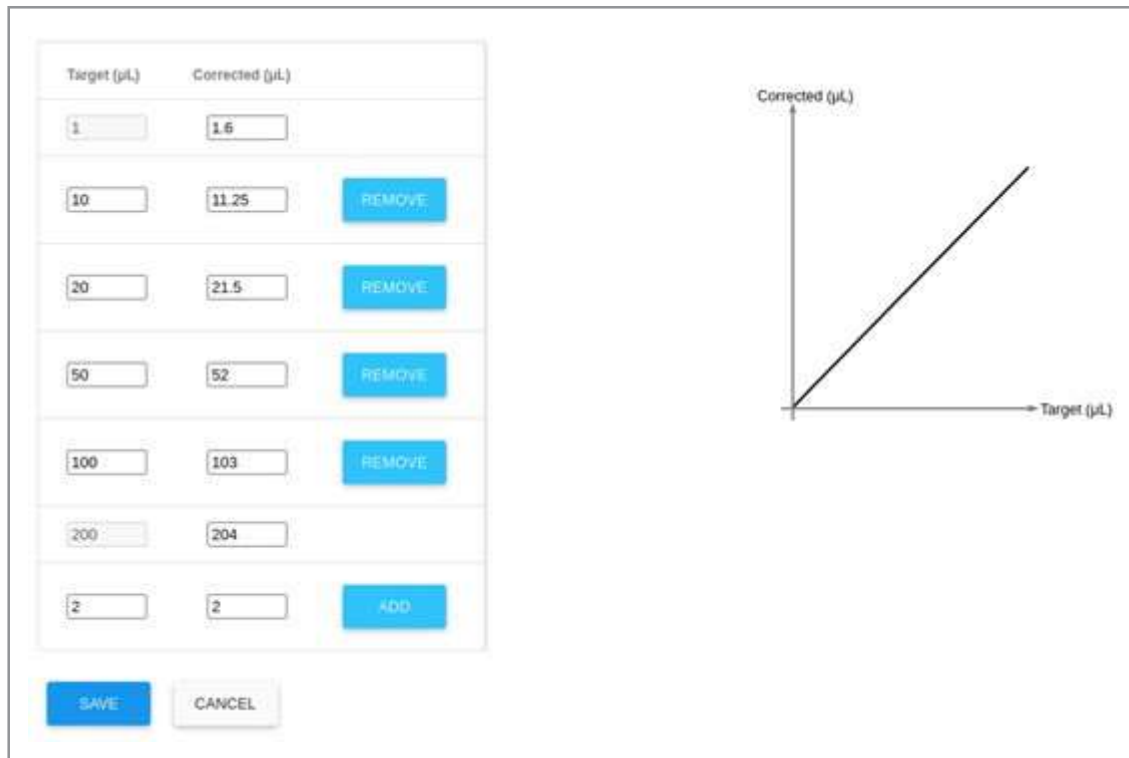 Target (µL) Corrected (µL)
1 1.6
10 11.25 REMOVE
20 21.5 REMOVE
50 52 REMOVE
100 103 REMOVE
200 204
2 2 ADD
SAVE CANCEL
Corrected (µL)
Target (µL)